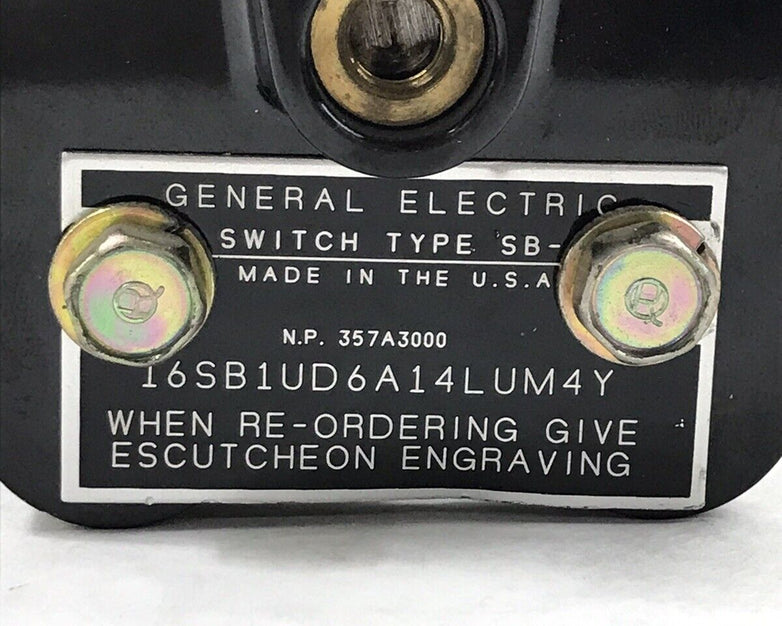 GENERAL ELECTRIC
SWITCH TYPE SB-
MADE IN THE U.S.A
N.P. 357A3000
16SB1UD6A14LUM4Y
WHEN RE-ORDERING GIVE
ESCUTCHEON ENGRAVING